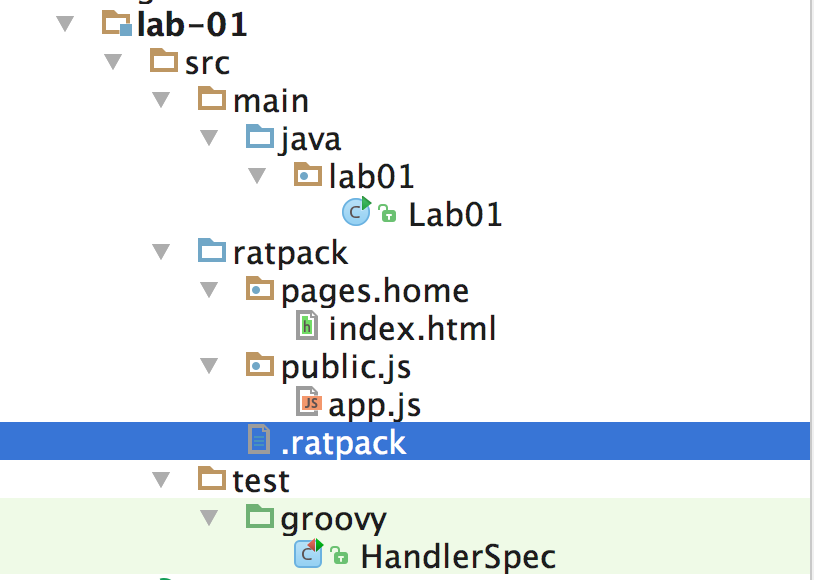 lab-01
src
main
java
lab01
C Lab01
ratpack
pages.home
h index.html
public.js
JS app.js
.ratpack
test
groovy
C HandlerSpec